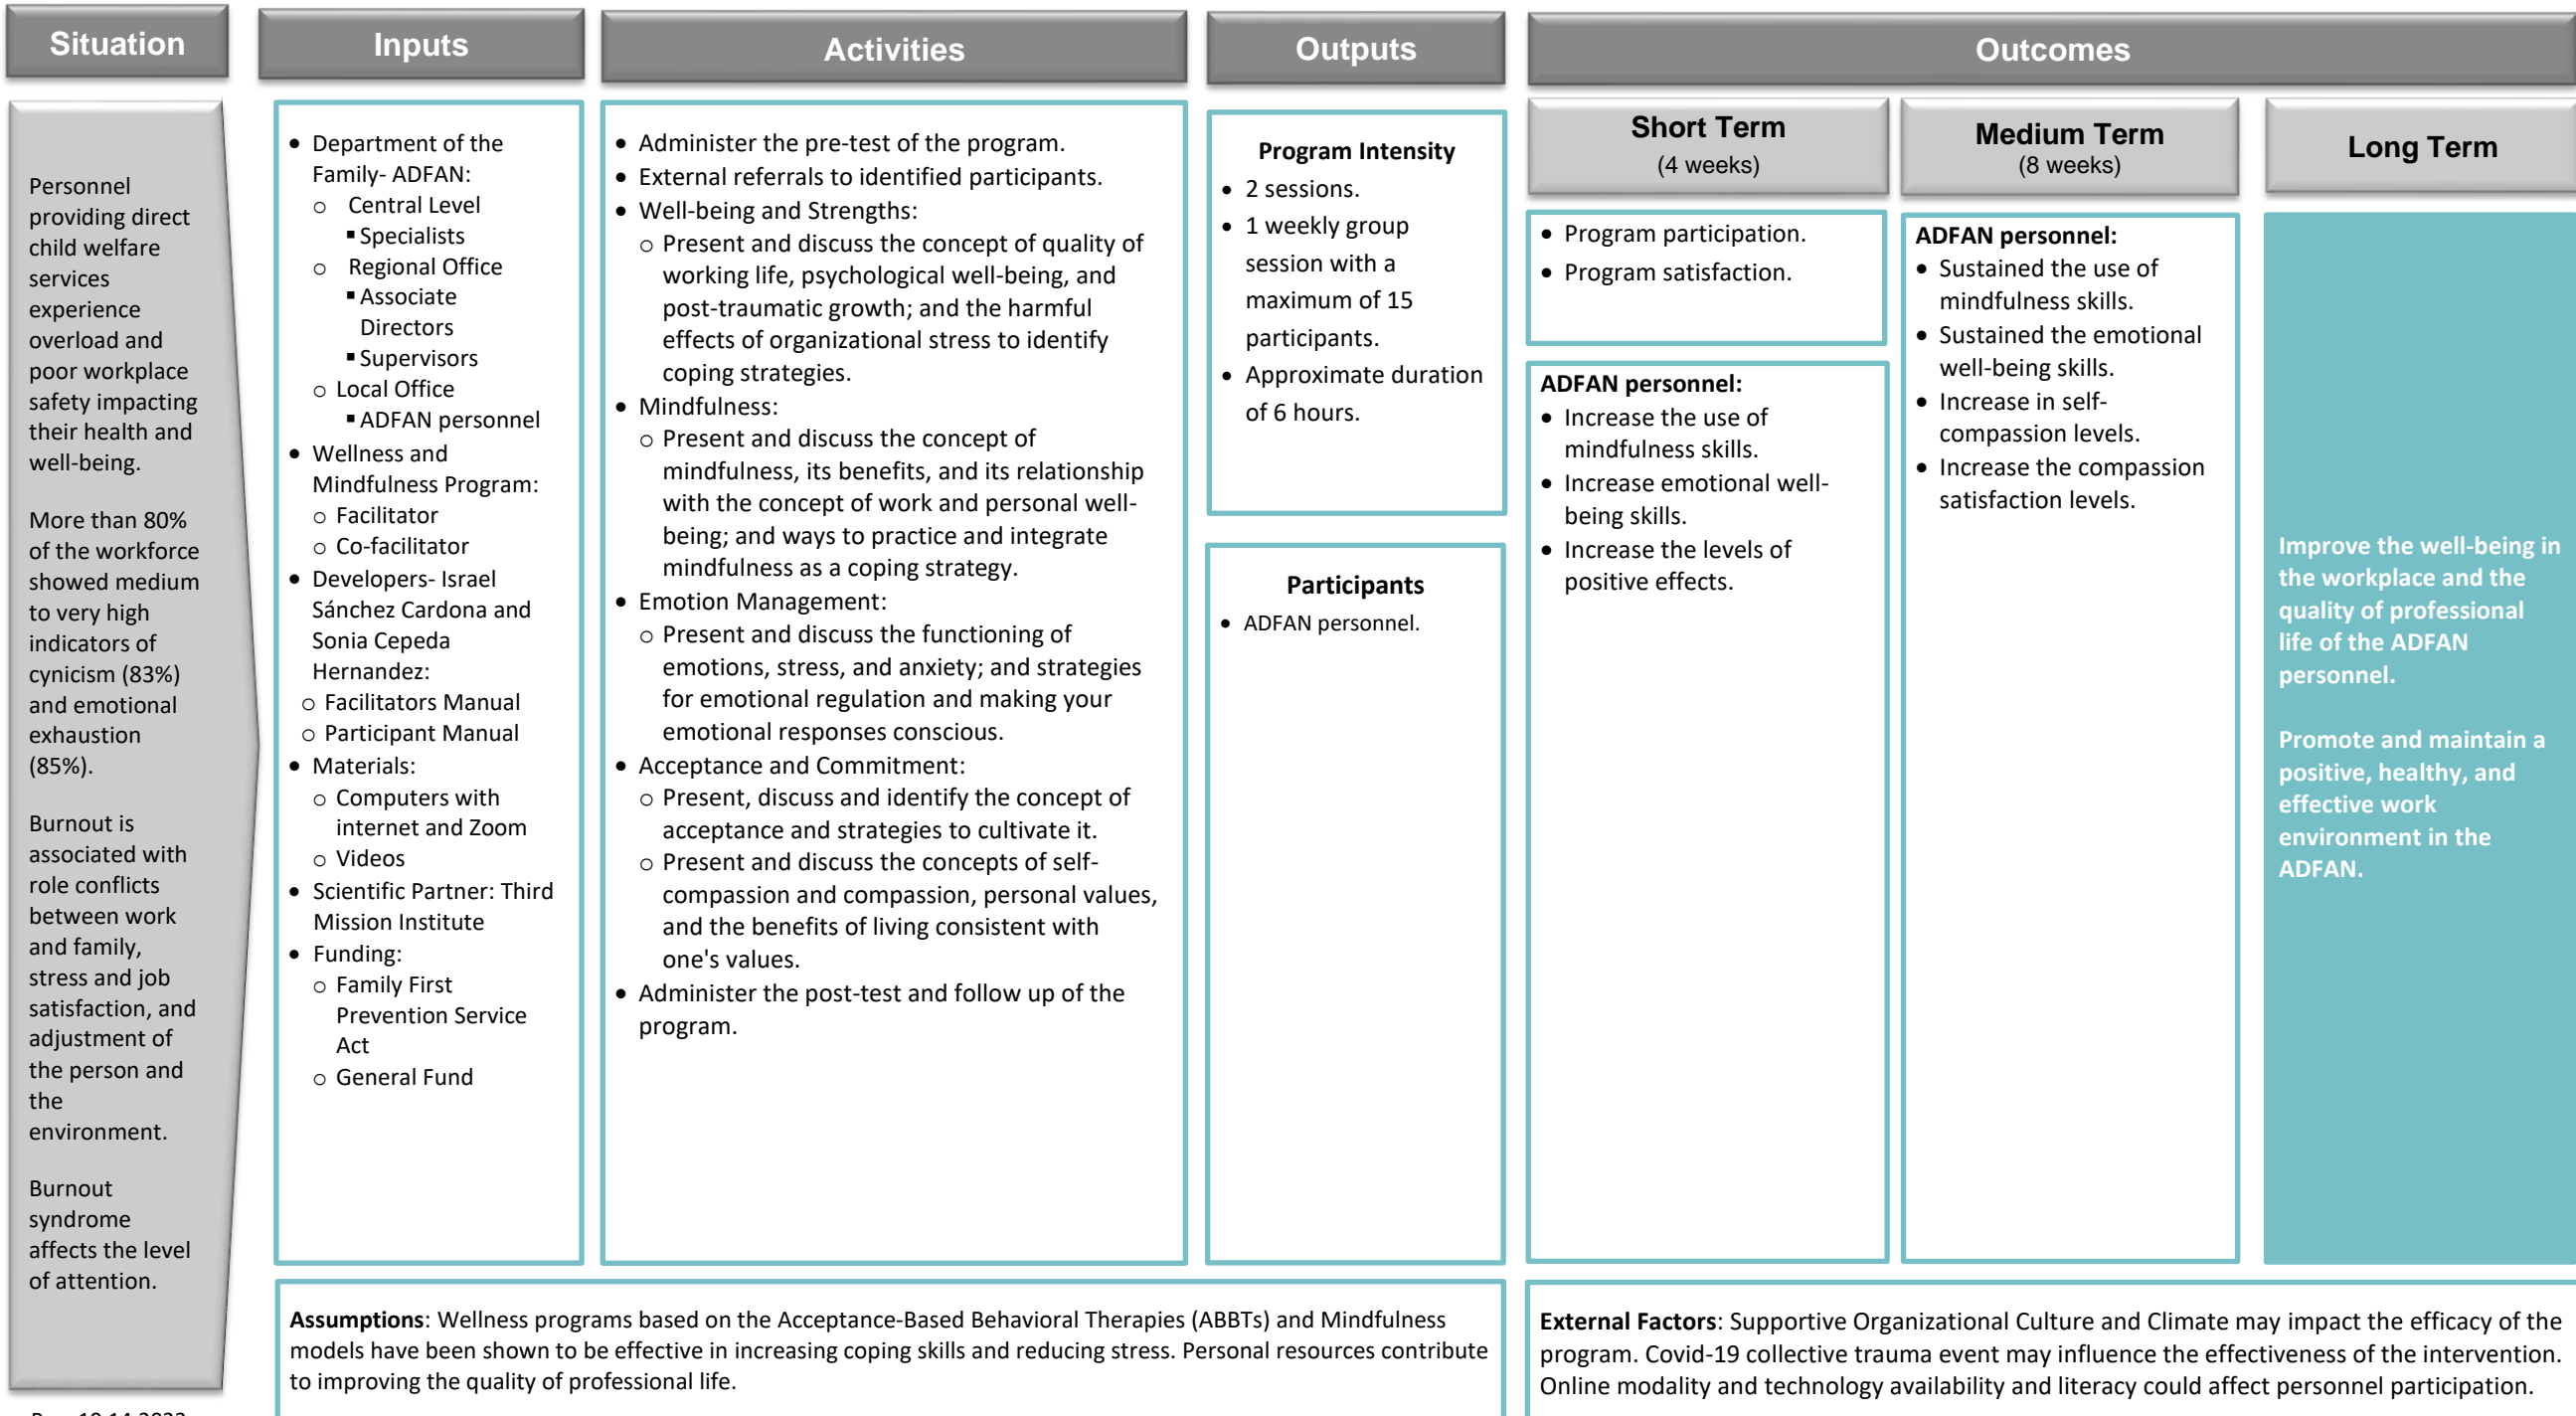 Situation
Personnel
providing direct
child welfare
services
experience
overload and
poor workplace
safety impacting
their health and
well-being.
More than 80%
of the workforce
showed medium
to very high
indicators of
cynicism (83%)
and emotional
exhaustion
(85%).
Burnout is
associated with
role conflicts
between work
and family,
stress and job
satisfaction, and
adjustment of
the person and
the
environment.
Burnout
syndrome
affects the level
of attention.
Inputs
• Department of the
Family- ADFAN:
o Central Level
▪ Specialists
o Regional Office
▪ Associate
Directors
▪ Supervisors
o Local Office
▪ ADFAN personnel
• Wellness and
Mindfulness Program:
o Facilitator
o Co-facilitator
• Developers- Israel
Sánchez Cardona and
Sonia Cepeda
Hernandez:
o Facilitators Manual
o Participant Manual
• Materials:
o Computers with
internet and Zoom
o Videos
• Scientific Partner: Third
Mission Institute
• Funding:
o Family First
Prevention Service
Act
o General Fund
Activities
• Administer the pre-test of the program.
• External referrals to identified participants.
• Well-being and Strengths:
o Present and discuss the concept of quality of
working life, psychological well-being, and
post-traumatic growth; and the harmful
effects of organizational stress to identify
coping strategies.
• Mindfulness:
o Present and discuss the concept of
mindfulness, its benefits, and its relationship
with the concept of work and personal well-
being; and ways to practice and integrate
mindfulness as a coping strategy.
• Emotion Management:
o Present and discuss the functioning of
emotions, stress, and anxiety; and strategies
for emotional regulation and making your
emotional responses conscious.
• Acceptance and Commitment:
o Present, discuss and identify the concept of
acceptance and strategies to cultivate it.
o Present and discuss the concepts of self-
compassion and compassion, personal values,
and the benefits of living consistent with
one's values.
• Administer the post-test and follow up of the
program.
Outputs
Program Intensity
• 2 sessions.
• 1 weekly group
session with a
maximum of 15
participants.
• Approximate duration
of 6 hours.
Participants
• ADFAN personnel.
Outcomes
Short Term
(4 weeks)
• Program participation.
• Program satisfaction.
ADFAN personnel:
• Increase the use of
mindfulness skills.
• Increase emotional well-
being skills.
• Increase the levels of
positive effects.
Medium Term
(8 weeks)
ADFAN personnel:
• Sustained the use of
mindfulness skills.
• Sustained the emotional
well-being skills.
• Increase in self-
compassion levels.
• Increase the compassion
satisfaction levels.
Long Term
Improve the well-being in
the workplace and the
quality of professional
life of the ADFAN
personnel.
Promote and maintain a
positive, healthy, and
effective work
environment in the
ADFAN.
Assumptions: Wellness programs based on the Acceptance-Based Behavioral Therapies (ABBTs) and Mindfulness
models have been shown to be effective in increasing coping skills and reducing stress. Personal resources contribute
to improving the quality of professional life.
External Factors: Supportive Organizational Culture and Climate may impact the efficacy of the
program. Covid-19 collective trauma event may influence the effectiveness of the intervention.
Online modality and technology availability and literacy could affect personnel participation.